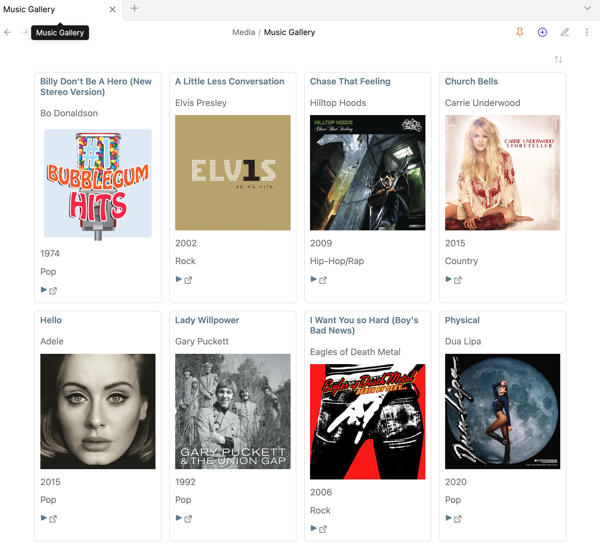 Music Gallery
Music Gallery
Media / Music Gallery
Billy Don't Be A Hero (New
Stereo Version)
Bo Donaldson
#1
BUBBLEGUM
HITS
1974
Pop
A Little Less Conversation
Elvis Presley
ELV1S
30 #1 HITS
2002
Rock
Chase That Feeling
Hilltop Hoods
HILLTOP HOODS
Chase That Feeling
2009
Hip-Hop/Rap
Church Bells
Carrie Underwood
CARRIE UNDERWOOD
STORYTELLER
2015
Country
Hello
Adele
2015
Pop
Lady Willpower
Gary Puckett
GARY PUCKETT
& THE UNION GAP
1992
Pop
I Want You so Hard (Boy's
Bad News)
Eagles of Death Metal
Eagles of Death Metal
DEATH BY SEXY...
2006
Rock
Physical
Dua Lipa
Dua Lipa
2020
Pop